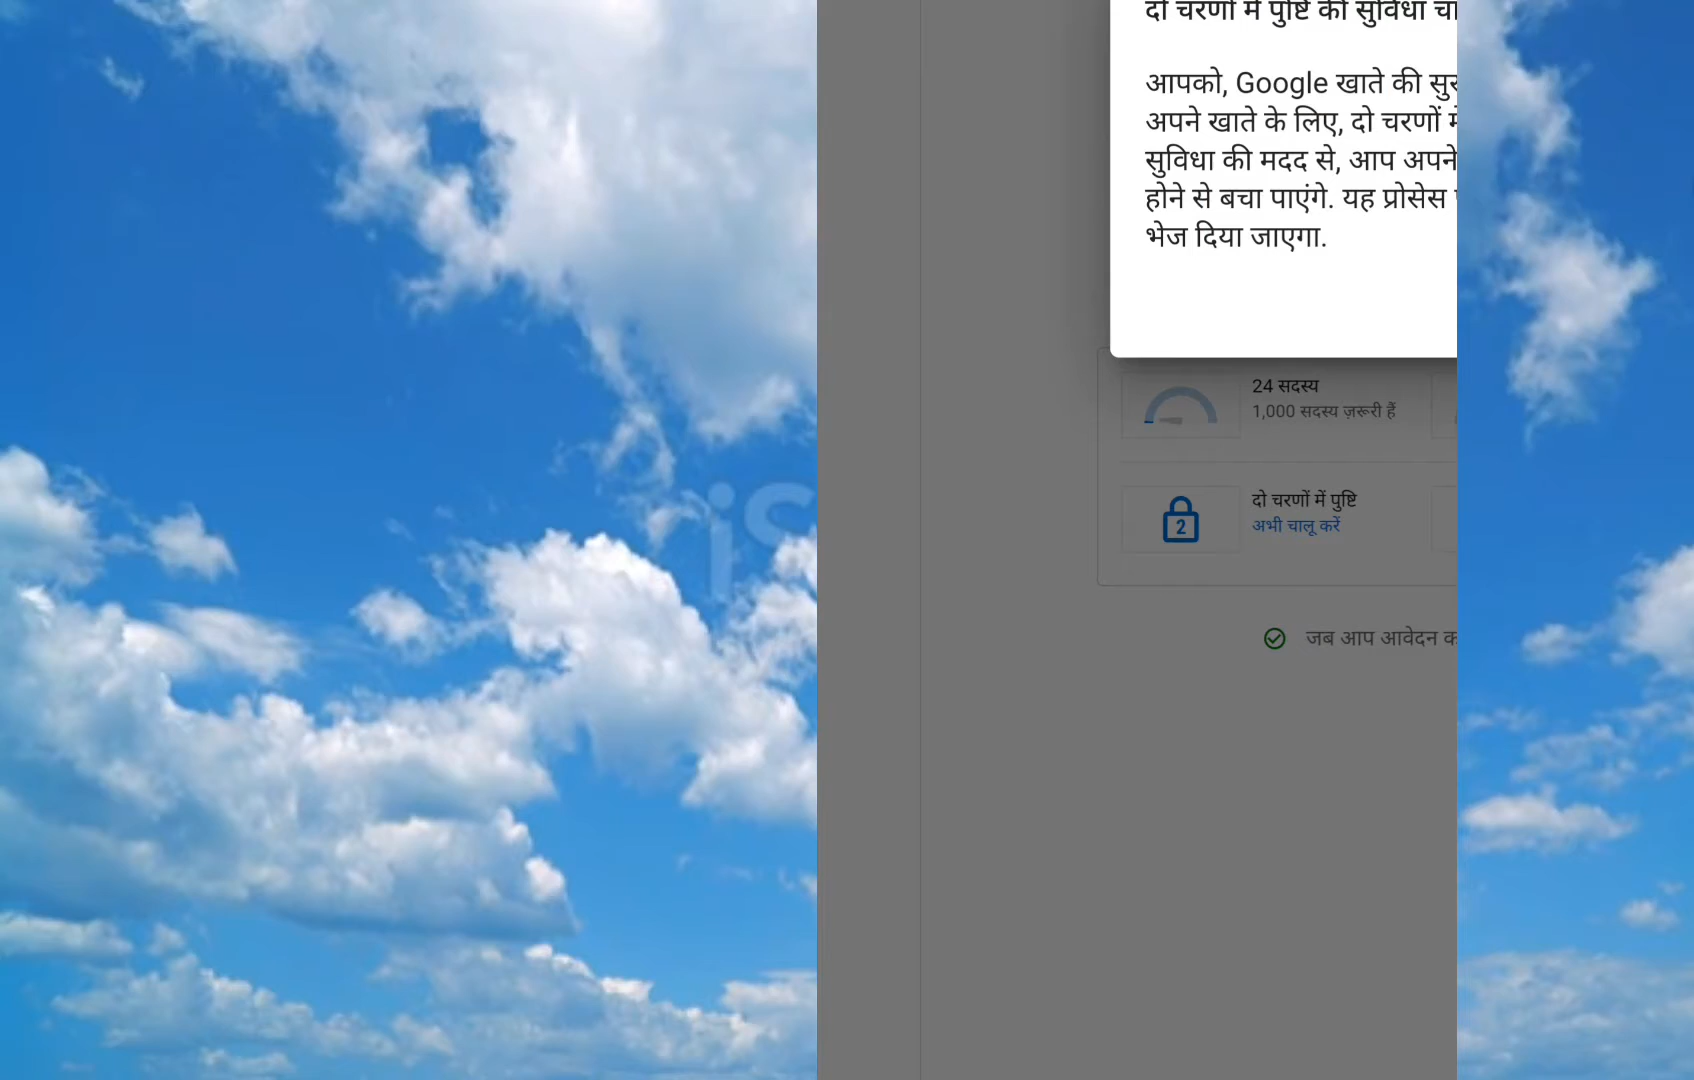 दो चरणों में पुष्टि की सुविधा
आपको, Google खाते की
अपने खाते के लिए, दो चरणों
सुविधा की मदद से, आप अपने
होने से बचा पाएंगे. यह प्रोसेस
भेज दिया जाएगा.
24 सदस्य
1,000 सदस्य ज़रूरी हैं
दो चरणों में पुष्टि
2
अभी चालू करें
जब आप आवेदन
iS